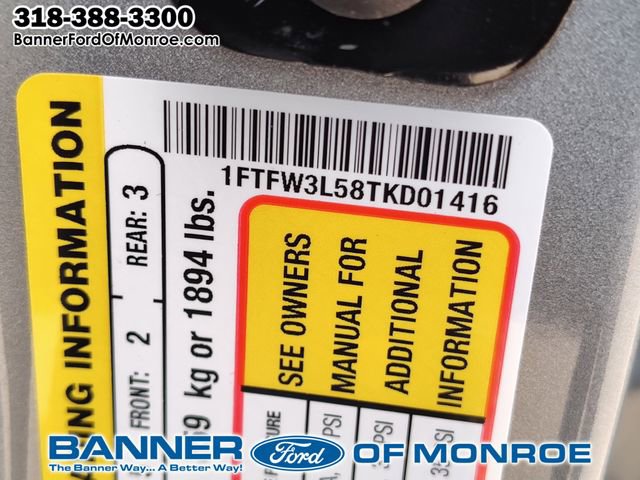 318-388-3300
BannerFordOfMonroe.com
1FTFW3L58TKD01416
ING INFORMATION
FRONT: 2 REAR: 3
kg or 1894 lbs.
SEE OWNERS
MANUAL FOR
ADDITIONAL
INFORMATION
PSI
PSI
BANNER Ford OF MONROE
The Banner Way... A Better Way!